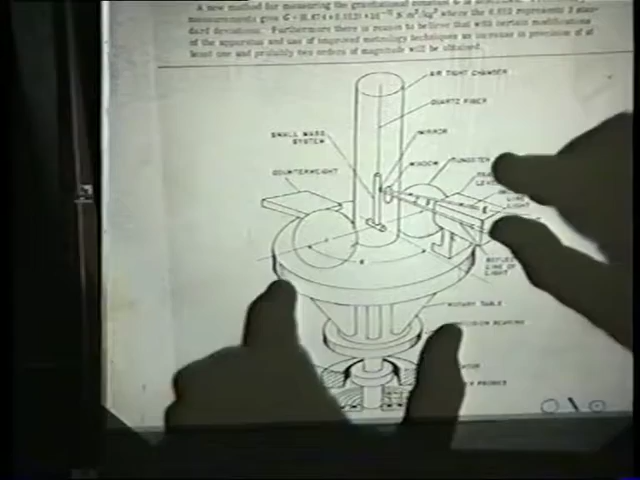 A new method for measuring the gravitational constant G is
measurements give G = (6.674 ± 0.012) × 10⁻¹¹ N m²/kg² where the 0.012 represents 3 stan-
dard deviations. Furthermore there is reason to believe that with certain modifications
of the apparatus and use of improved metrology techniques an increase in precision of at
least one and probably two orders of magnitude will be obtained.
AIR TIGHT CHAMBER
QUARTZ FIBER
SMALL MASS
SYSTEM
MIRROR
WINDOW
TUNGSTEN
COUNTERWEIGHT
LIGHT
LINE OF
LIGHT
ROTARY TABLE
BEARING